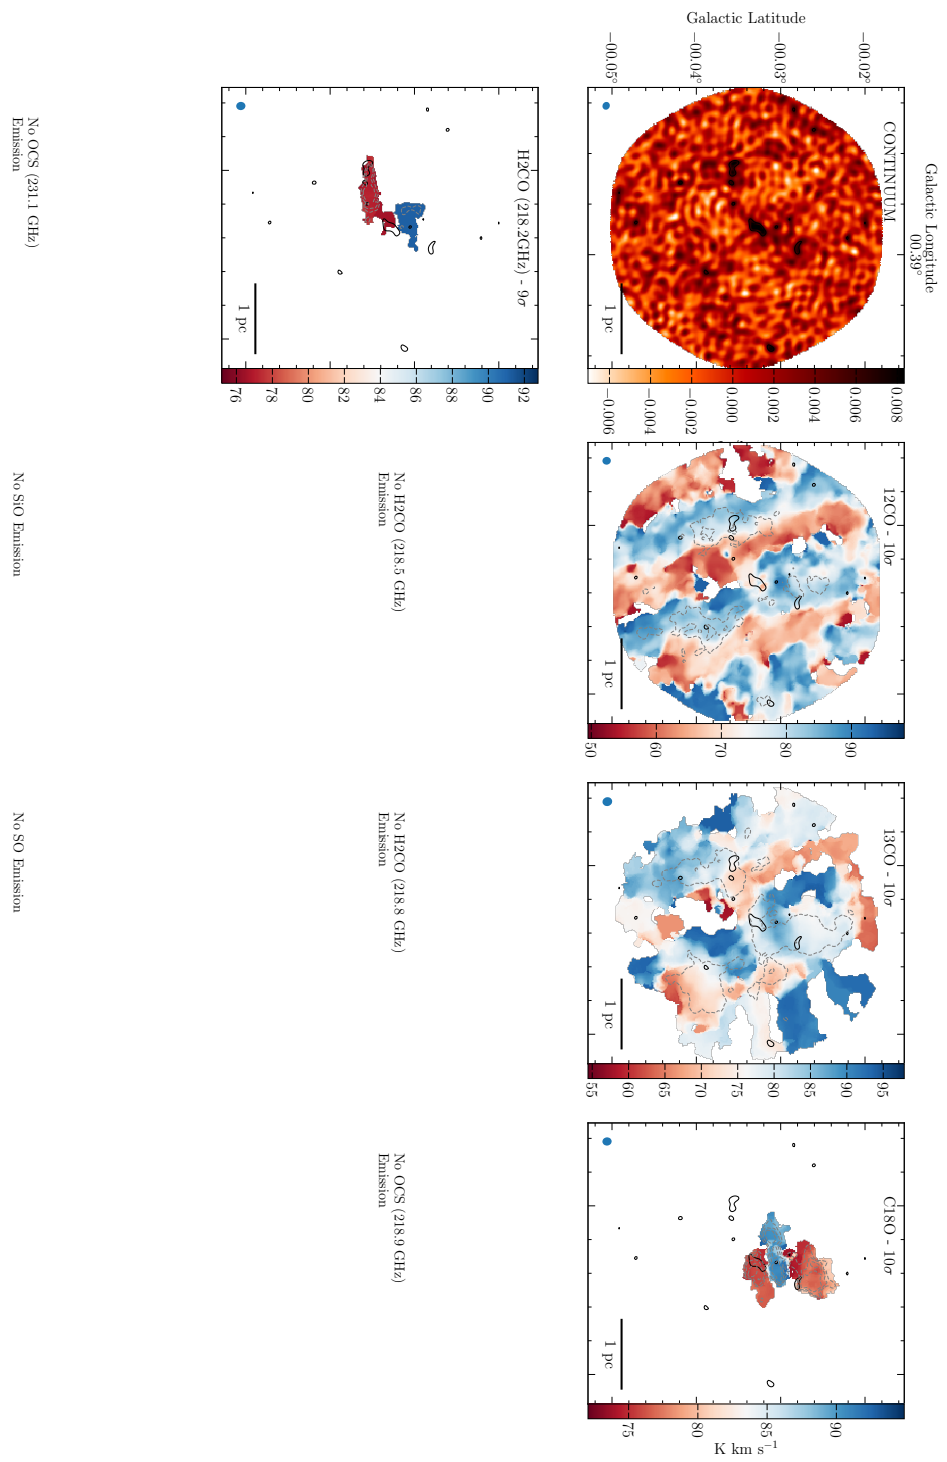 Galactic Longitude
00.39°
Galactic Latitude
−00.02°
−00.03°
−00.04°
−00.05°
CONTINUUM
1 pc
0.008
0.006
0.004
0.002
0.000
−0.002
−0.004
−0.006
12CO - 10σ
1 pc
90
80
70
60
50
13CO - 10σ
1 pc
95
90
85
80
75
70
65
60
55
C18O - 10σ
1 pc
90
85
80
75
K km s⁻¹
H2CO (218.2GHz) - 9σ
1 pc
92
90
88
86
84
82
80
78
76
No H2CO (218.5 GHz)
Emission
No H2CO (218.8 GHz)
Emission
No OCS (218.9 GHz)
Emission
No OCS (231.1 GHz)
Emission
No SiO Emission
No SO Emission